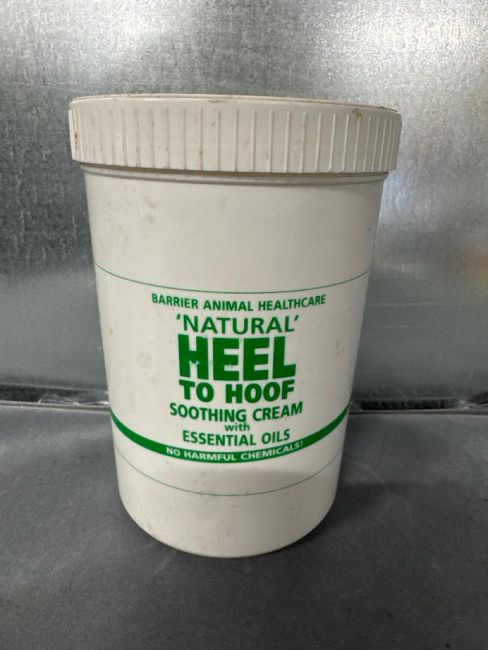 BARRIER ANIMAL HEALTHCARE
'NATURAL'
HEEL
TO HOOF
SOOTHING CREAM
with
ESSENTIAL OILS
NO HARMFUL CHEMICALS!